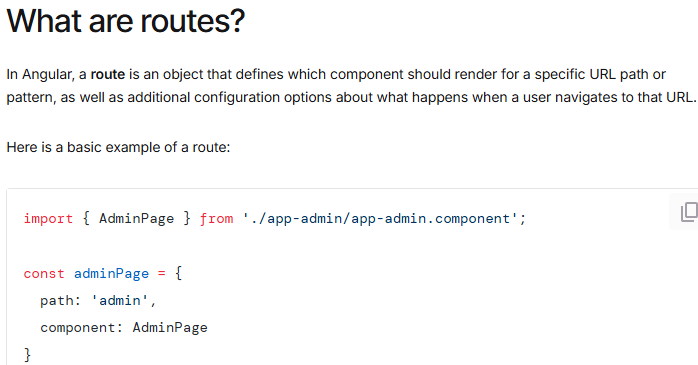 What are routes?
In Angular, a route is an object that defines which component should render for a specific URL path or
pattern, as well as additional configuration options about what happens when a user navigates to that URL.
Here is a basic example of a route:
import { AdminPage } from './app-admin/app-admin.component';
const adminPage = {
  path: 'admin',
  component: AdminPage
}